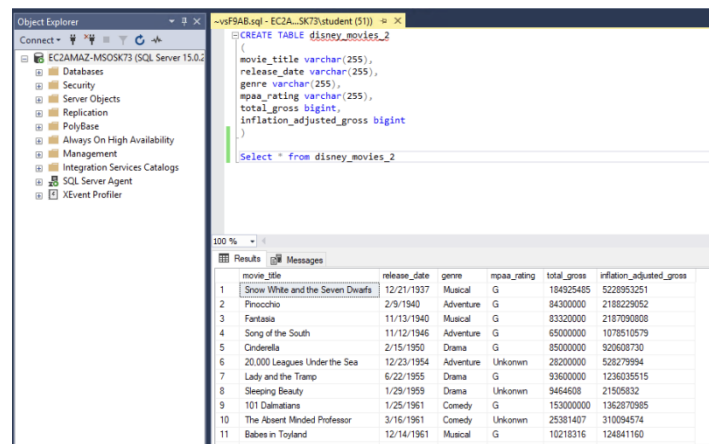 Object Explorer
Connect
EC2AMAZ-MSOSK73 (SQL Server 15.0.2
Databases
Security
Server Objects
Replication
PolyBase
Always On High Availability
Management
Integration Services Catalogs
SQL Server Agent
XEvent Profiler
~vsF9AB.sql - EC2A...SK73\student (51))
CREATE TABLE disney_movies_2
(
movie_title varchar(255),
release_date varchar(255),
genre varchar(255),
mpaa_rating varchar(255),
total_gross bigint,
inflation_adjusted_gross bigint
)
Select * from disney_movies_2
100 %
Results Messages
movie_title release_date genre mpaa_rating total_gross inflation_adjusted_gross
1 Snow White and the Seven Dwarfs 12/21/1937 Musical G 184925485 5228953251
2 Pinocchio 2/9/1940 Adventure G 84300000 2188229052
3 Fantasia 11/13/1940 Musical G 83320000 2187090808
4 Song of the South 11/12/1946 Adventure G 65000000 1078510579
5 Cinderella 2/15/1950 Drama G 85000000 920608730
6 20,000 Leagues Under the Sea 12/23/1954 Adventure Unkonwn 28200000 528279994
7 Lady and the Tramp 6/22/1955 Drama G 93600000 1236035515
8 Sleeping Beauty 1/29/1959 Drama Unkonwn 9464608 21505832
9 101 Dalmatians 1/25/1961 Comedy G 153000000 1362870985
10 The Absent Minded Professor 3/16/1961 Comedy Unkonwn 25381407 310094574
11 Babes in Toyland 12/14/1961 Musical G 10218316 124841160